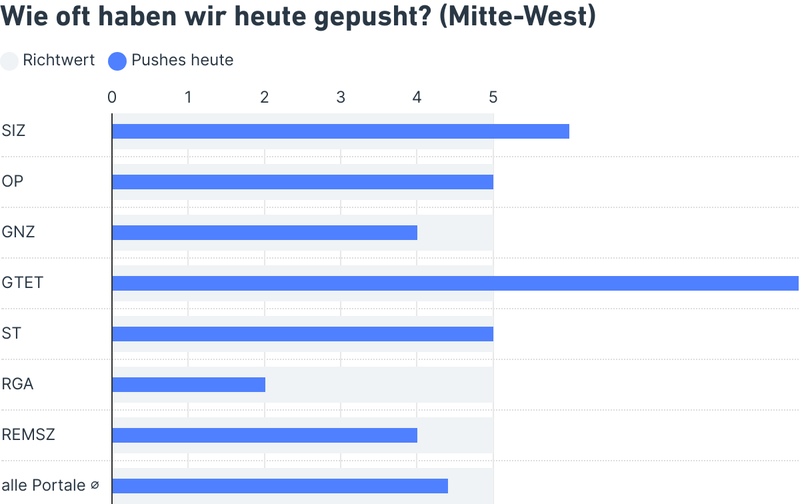 Wie oft haben wir heute gepusht? (Mitte-West)
Richtwert Pushes heute
0 1 2 3 4 5
SIZ
OP
GNZ
GTET
ST
RGA
REMSZ
alle Portale ⌀